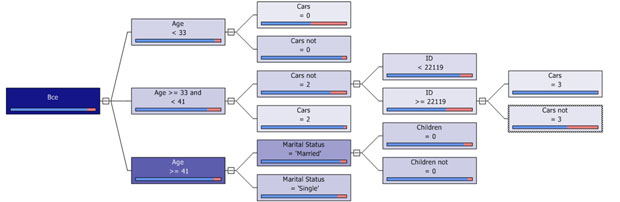 Все
Age
< 33
Age >= 33 and
< 41
Age
>= 41
Cars
= 0
Cars not
= 0
Cars not
= 2
Cars
= 2
Marital Status
= 'Married'
Marital Status
= 'Single'
ID
< 22119
ID
>= 22119
Children
= 0
Children not
= 0
Cars
= 3
Cars not
= 3